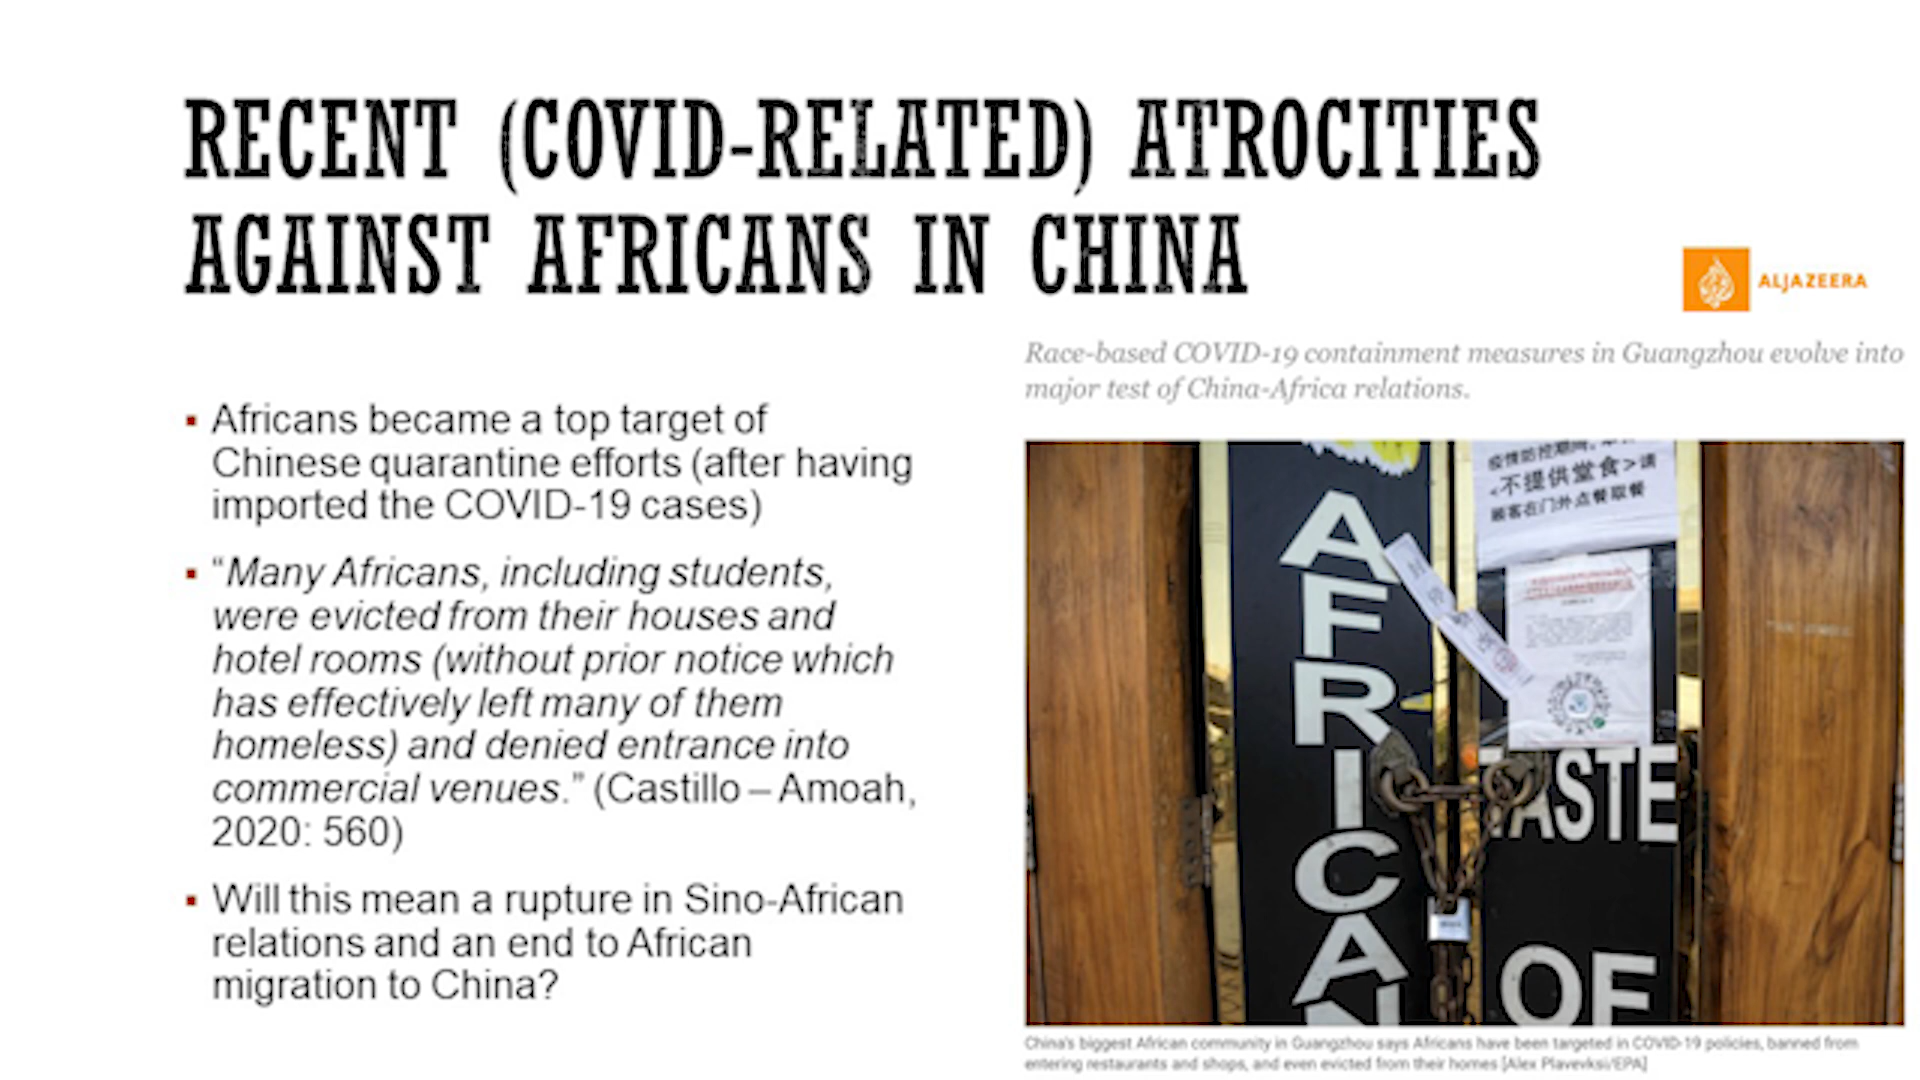 RECENT (COVID-RELATED) ATROCITIES
AGAINST AFRICANS IN CHINA
ALJAZEERA
Race-based COVID-19 containment measures in Guangzhou evolve into
major test of China-Africa relations.
▪ Africans became a top target of
Chinese quarantine efforts (after having
imported the COVID-19 cases)
▪ “Many Africans, including students,
were evicted from their houses and
hotel rooms (without prior notice which
has effectively left many of them
homeless) and denied entrance into
commercial venues.” (Castillo – Amoah,
2020: 560)
▪ Will this mean a rupture in Sino-African
relations and an end to African
migration to China?
疫情防控期间
<不提供堂食>请
顾客在门外点餐取餐
AFRICAN
TASTE
OF
China's biggest African community in Guangzhou says Africans have been targeted in COVID-19 policies, banned from
entering restaurants and shops, and even evicted from their homes [Alex Plavevksi/EPA]